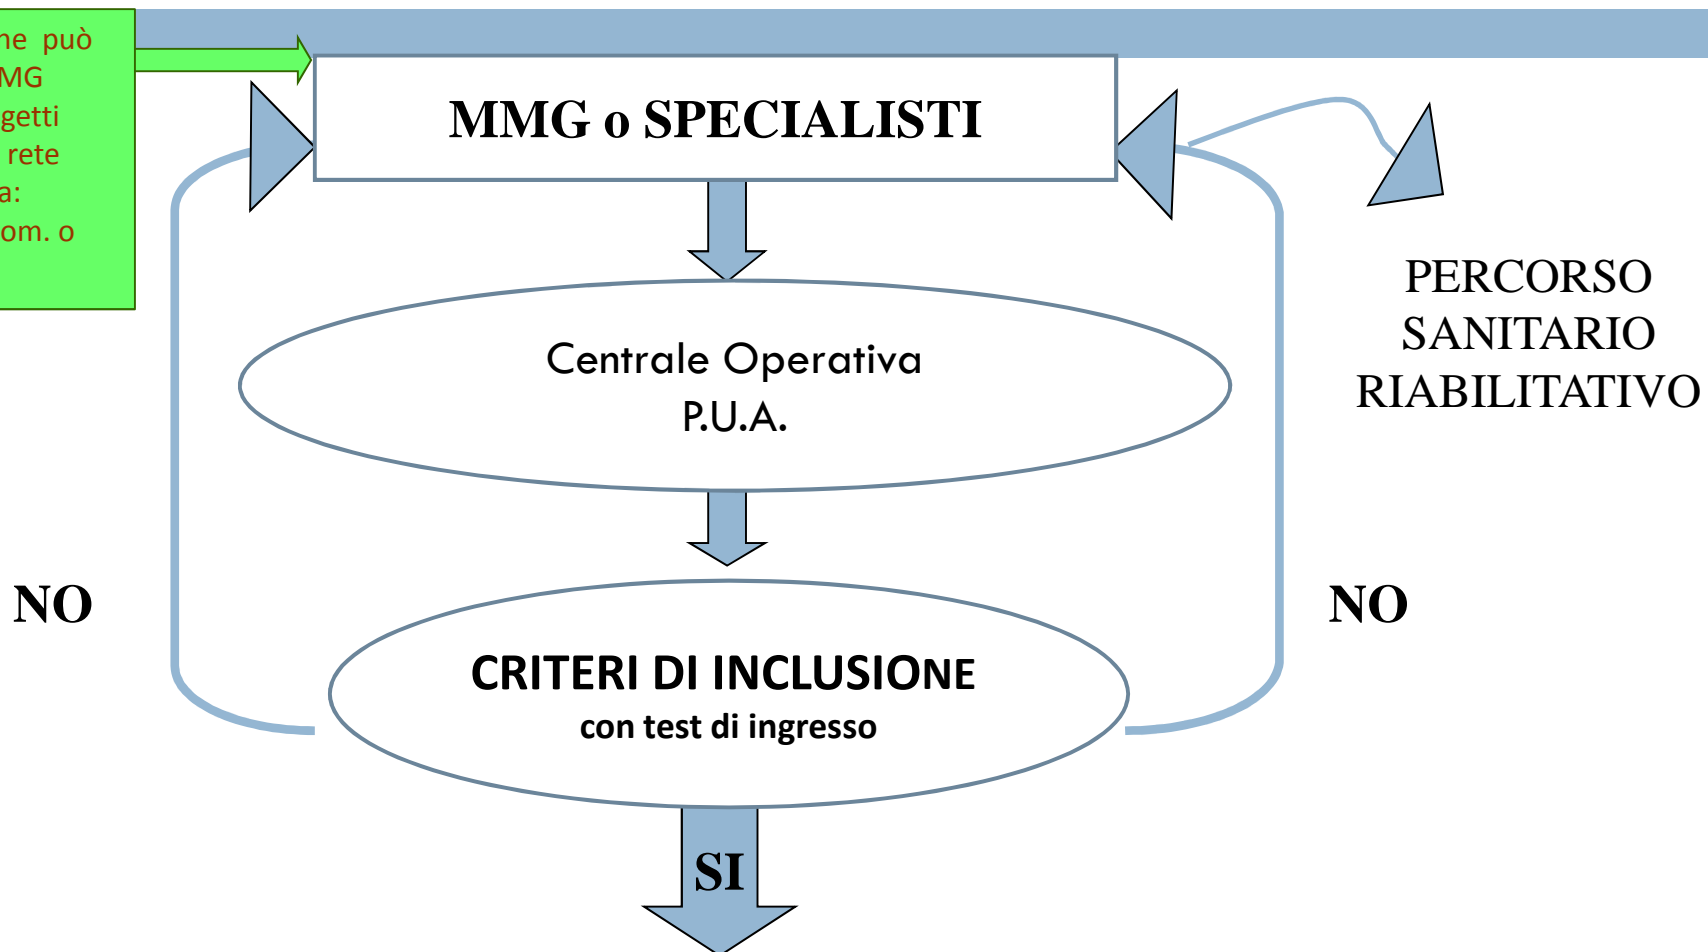 ne può
MG
getti
rete
a:
om. o
MMG o SPECIALISTI
Centrale Operativa
P.U.A.
PERCORSO
SANITARIO
RIABILITATIVO
NO
NO
CRITERI DI INCLUSIONE
con test di ingresso
SI